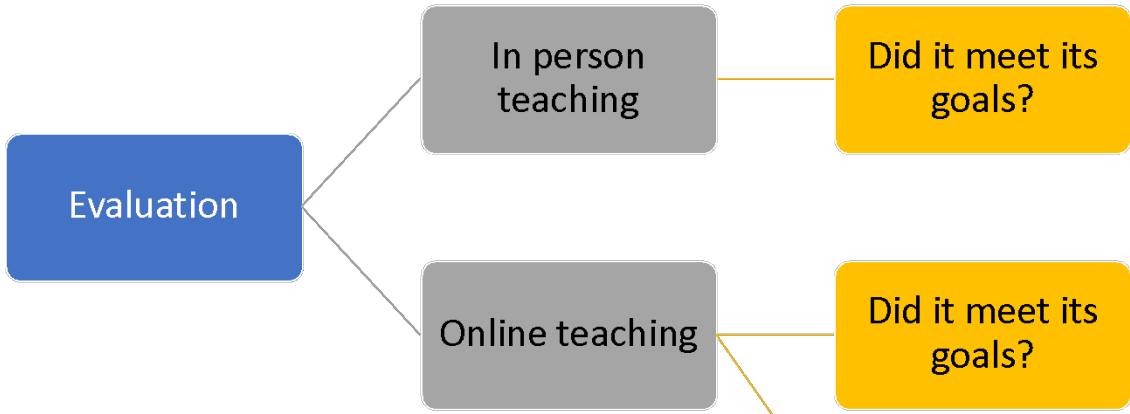 In person
teaching
Did it meet its
goals?
Evaluation
Online teaching
Did it meet its
goals?